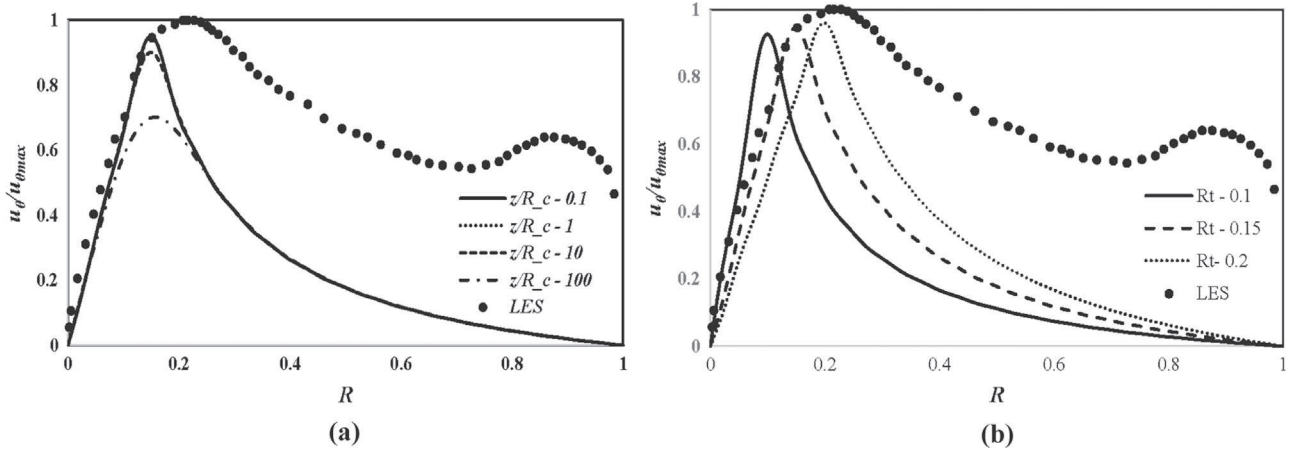 1
0.8
0.6
0.4
0.2
0
u_θ/u_θmax
z/R_c - 0.1
z/R_c - 1
z/R_c - 10
z/R_c - 100
LES
0 0.2 0.4 0.6 0.8 1
R
(a)
1
0.8
0.6
0.4
0.2
0
u_θ/u_θmax
Rt - 0.1
Rt - 0.15
Rt- 0.2
LES
0 0.2 0.4 0.6 0.8 1
R
(b)